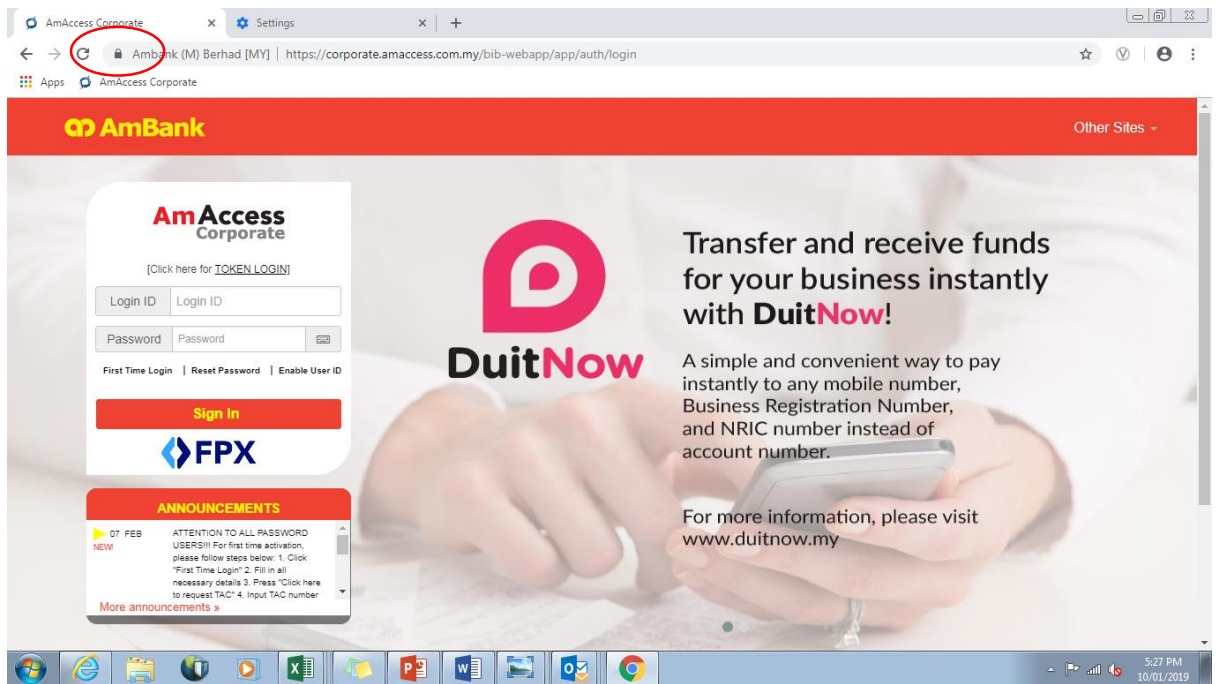 AmAccess Corporate
Settings
Ambank (M) Berhad [MY] | https://corporate.amaccess.com.my/bib-webapp/app/auth/login
Apps AmAccess Corporate
AmBank
Other Sites
AmAccess
Corporate
[Click here for TOKEN LOGIN]
Login ID Login ID
Password Password
First Time Login | Reset Password | Enable User ID
Sign In
FPX
ANNOUNCEMENTS
07 FEB
NEW!
ATTENTION TO ALL PASSWORD
USERS!!! For first time activation,
please follow steps below: 1. Click
"First Time Login" 2. Fill in all
necessary details 3. Press "Click here
to request TAC" 4. Input TAC number
More announcements »
DuitNow
Transfer and receive funds
for your business instantly
with DuitNow!
A simple and convenient way to pay
instantly to any mobile number,
Business Registration Number,
and NRIC number instead of
account number.
For more information, please visit
www.duitnow.my
5:27 PM
10/01/2019